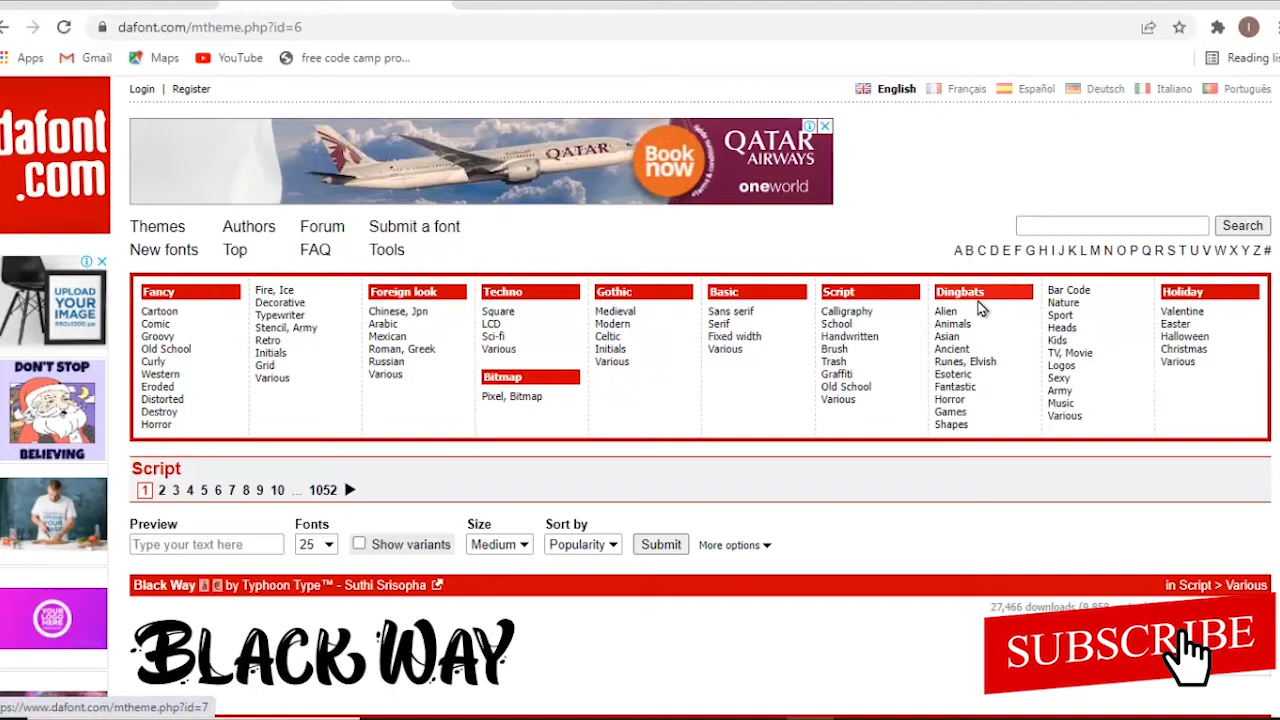 dafont.com/mtheme.php?id=6
Apps Gmail Maps YouTube free code camp pro... Reading lis
Login | Register English Français Español Deutsch Italiano Português
dafont
.com
QATAR
Book
now
QATAR
AIRWAYS
oneworld
Themes Authors Forum Submit a font
New fonts Top FAQ Tools
Search
A B C D E F G H I J K L M N O P Q R S T U V W X Y Z #
UPLOAD
YOUR
IMAGE
DON'T STOP
BELIEVING
YOUR
LOGO
HERE
Fancy
Cartoon
Comic
Groovy
Old School
Curly
Western
Eroded
Distorted
Destroy
Horror
Fire, Ice
Decorative
Typewriter
Stencil, Army
Retro
Initials
Grid
Various
Foreign look
Chinese, Jpn
Arabic
Mexican
Roman, Greek
Russian
Various
Techno
Square
LCD
Sci-fi
Various
Bitmap
Pixel, Bitmap
Gothic
Medieval
Modern
Celtic
Initials
Various
Basic
Sans serif
Serif
Fixed width
Various
Script
Calligraphy
School
Handwritten
Brush
Trash
Graffiti
Old School
Various
Dingbats
Alien
Animals
Asian
Ancient
Runes, Elvish
Esoteric
Fantastic
Horror
Games
Shapes
Bar Code
Nature
Sport
Heads
Kids
TV, Movie
Logos
Sexy
Army
Music
Various
Holiday
Valentine
Easter
Halloween
Christmas
Various
Script
1 2 3 4 5 6 7 8 9 10 ... 1052
Preview Fonts Size Sort by
Type your text here 25 Show variants Medium Popularity Submit More options
Black Way à € by Typhoon Type™ - Suthi Srisopha in Script > Various
27,466 downloads
BLACK WAY
SUBSCRIBE
ps://www.dafont.com/mtheme.php?id=7